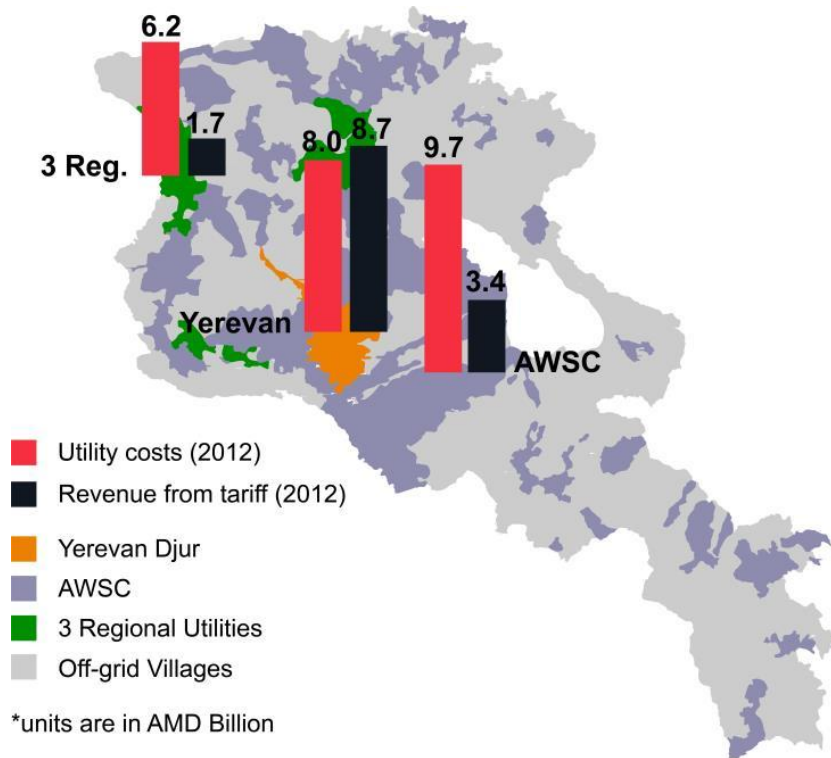 6.2
1.7
3 Reg.
8.0
8.7
9.7
3.4
Yerevan
AWSC
Utility costs (2012)
Revenue from tariff (2012)
Yerevan Djur
AWSC
3 Regional Utilities
Off-grid Villages
*units are in AMD Billion